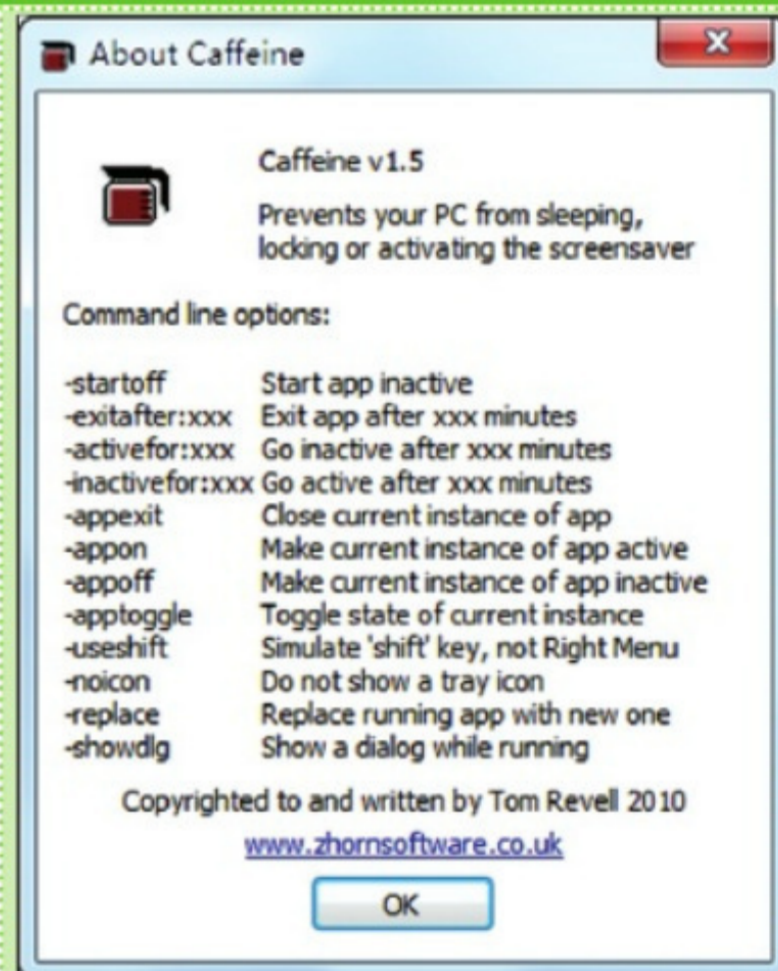 About Caffeine
Caffeine v1.5
Prevents your PC from sleeping,
locking or activating the screensaver
Command line options:
-startoff Start app inactive
-exitafter:xxx Exit app after xxx minutes
-activefor:xxx Go inactive after xxx minutes
-inactivefor:xxx Go active after xxx minutes
-appexit Close current instance of app
-appon Make current instance of app active
-appoff Make current instance of app inactive
-apptoggle Toggle state of current instance
-useshift Simulate 'shift' key, not Right Menu
-noicon Do not show a tray icon
-replace Replace running app with new one
-showdlg Show a dialog while running
Copyrighted to and written by Tom Revell 2010
www.zhornsoftware.co.uk
OK